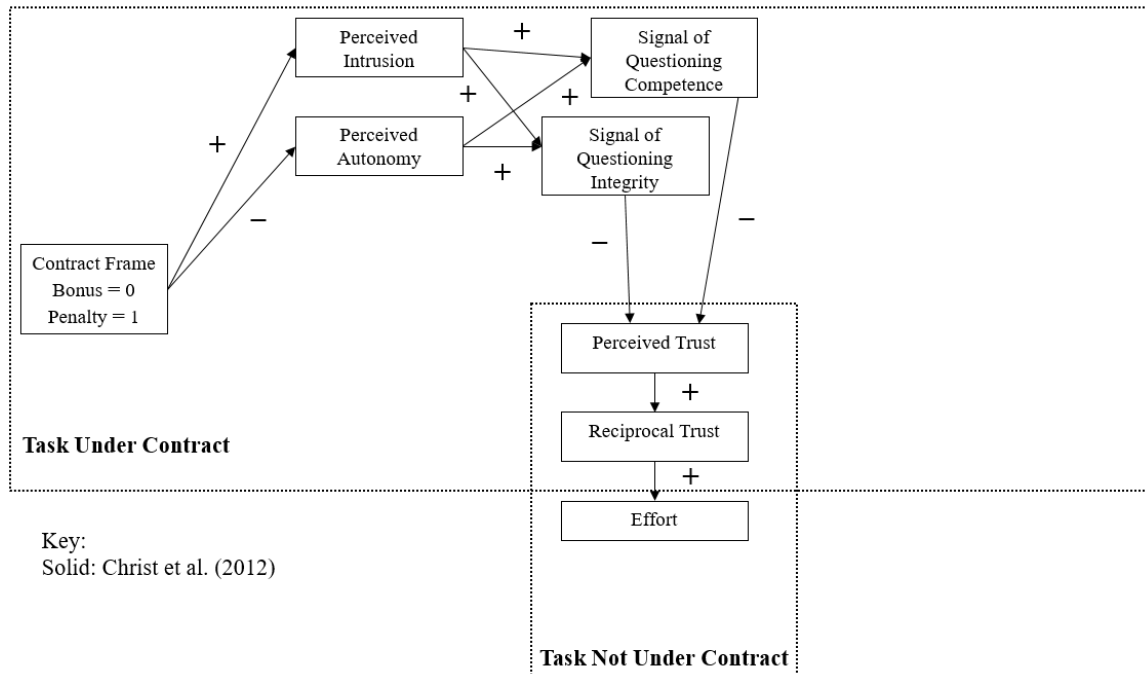 Perceived
Intrusion
+
Signal of
Questioning
Competence
+
+
+
Perceived
Autonomy
+
Signal of
Questioning
Integrity
−
−
−
Contract Frame
Bonus = 0
Penalty = 1
Perceived Trust
+
Reciprocal Trust
+
Effort
Task Under Contract
Key:
Solid: Christ et al. (2012)
Task Not Under Contract